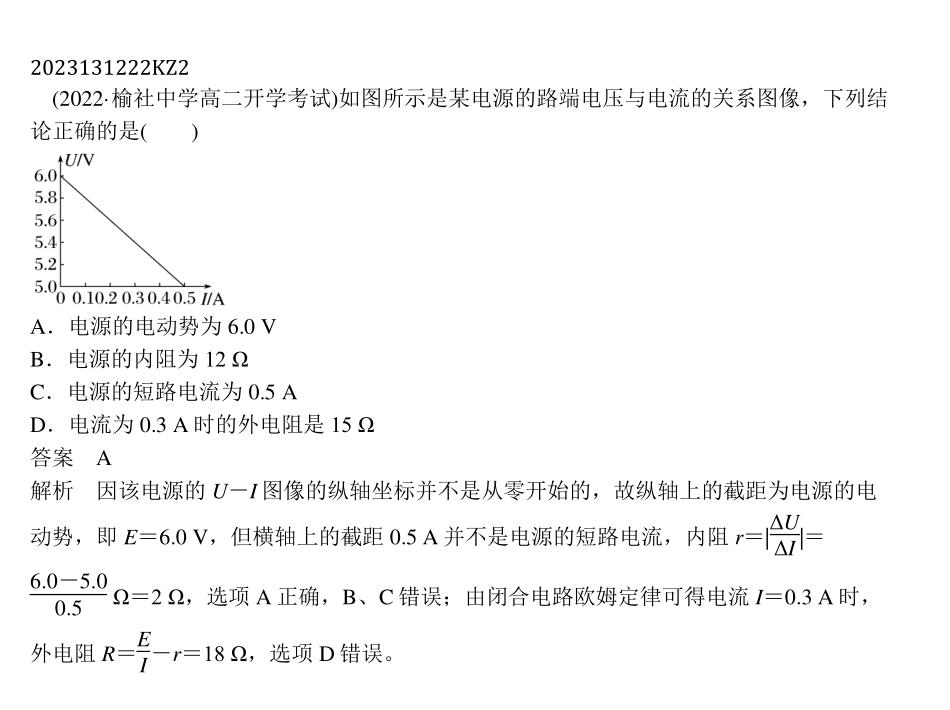 2023131222KZ2
(2022·榆社中学高二开学考试)如图所示是某电源的路端电压与电流的关系图像，下列结
论正确的是(　　)
U/V
6.0
5.8
5.6
5.4
5.2
5.0
0 0.1 0.2 0.3 0.4 0.5 I/A
A．电源的电动势为 6.0 V
B．电源的内阻为 12 Ω
C．电源的短路电流为 0.5 A
D．电流为 0.3 A 时的外电阻是 15 Ω
答案　A
解析　因该电源的 U－I 图像的纵轴坐标并不是从零开始的，故纵轴上的截距为电源的电
动势，即 E＝6.0 V，但横轴上的截距 0.5 A 并不是电源的短路电流，内阻 r＝|ΔU/ΔI|＝
6.0－5.0/0.5 Ω＝2 Ω，选项 A 正确，B、C 错误；由闭合电路欧姆定律可得电流 I＝0.3 A 时，
外电阻 R＝E/I－r＝18 Ω，选项 D 错误。